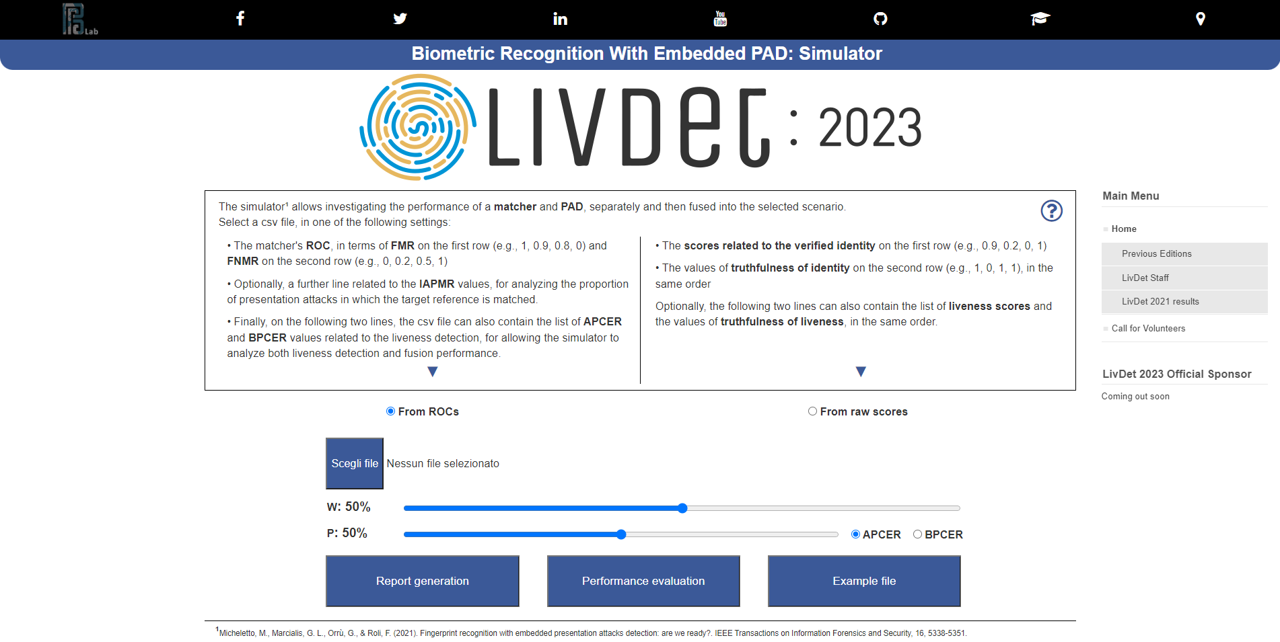 Lab
You
Tube
Biometric Recognition With Embedded PAD: Simulator
LIVDET: 2023
The simulator¹ allows investigating the performance of a matcher and PAD, separately and then fused into the selected scenario.
Select a csv file, in one of the following settings:
?
• The matcher's ROC, in terms of FMR on the first row (e.g., 1, 0.9, 0.8, 0) and
FNMR on the second row (e.g., 0, 0.2, 0.5, 1)
• Optionally, a further line related to the IAPMR values, for analyzing the proportion
of presentation attacks in which the target reference is matched.
• Finally, on the following two lines, the csv file can also contain the list of APCER
and BPCER values related to the liveness detection, for allowing the simulator to
analyze both liveness detection and fusion performance.
▼
• The scores related to the verified identity on the first row (e.g., 0.9, 0.2, 0, 1)
• The values of truthfulness of identity on the second row (e.g., 1, 0, 1, 1), in the
same order
Optionally, the following two lines can also contain the list of liveness scores and
the values of truthfulness of liveness, in the same order.
▼
From ROCs
From raw scores
Scegli file Nessun file selezionato
W: 50%
P: 50%
APCER BPCER
Report generation
Performance evaluation
Example file
¹Micheletto, M., Marcialis, G. L., Orrù, G., & Roli, F. (2021). Fingerprint recognition with embedded presentation attacks detection: are we ready?. IEEE Transactions on Information Forensics and Security, 16, 5338-5351.
Main Menu
Home
Previous Editions
LivDet Staff
LivDet 2021 results
Call for Volunteers
LivDet 2023 Official Sponsor
Coming out soon